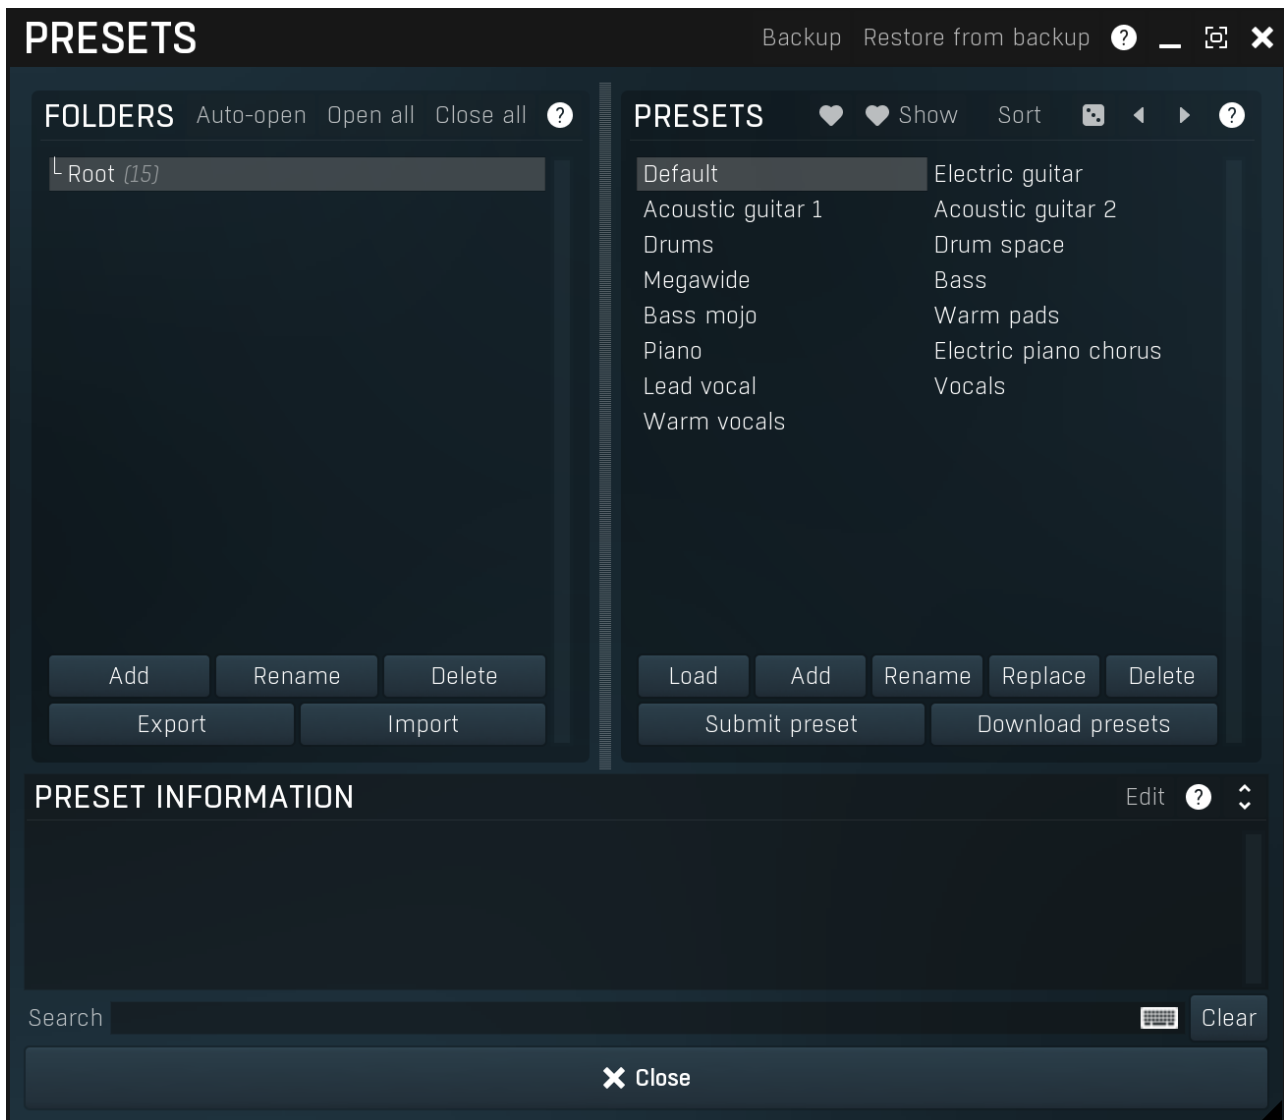 PRESETS Backup Restore from backup ?
FOLDERS Auto-open Open all Close all ?
Root (15)
Add Rename Delete
Export Import
PRESETS Show Sort ?
Default Electric guitar
Acoustic guitar 1 Acoustic guitar 2
Drums Drum space
Megawide Bass
Bass mojo Warm pads
Piano Electric piano chorus
Lead vocal Vocals
Warm vocals
Load Add Rename Replace Delete
Submit preset Download presets
PRESET INFORMATION Edit ?
Search Clear
Close